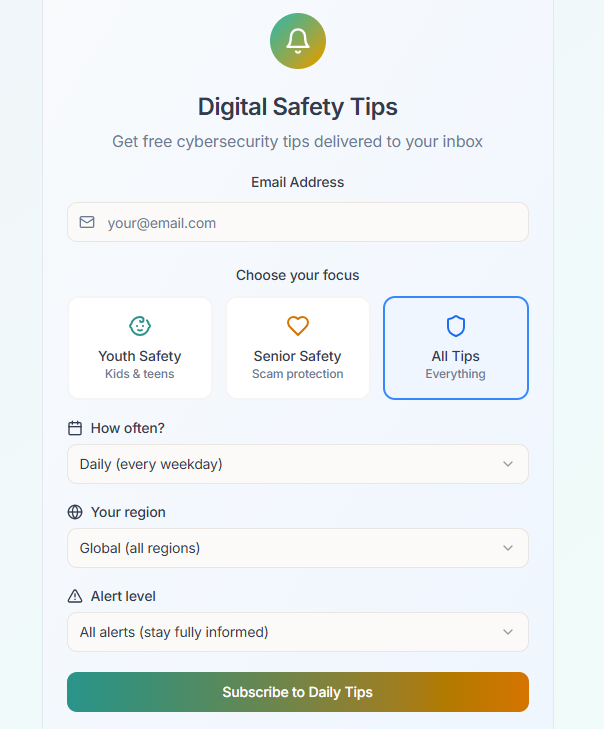 Digital Safety Tips
Get free cybersecurity tips delivered to your inbox
Email Address
your@email.com
Choose your focus
Youth Safety
Kids & teens
Senior Safety
Scam protection
All Tips
Everything
How often?
Daily (every weekday)
Your region
Global (all regions)
Alert level
All alerts (stay fully informed)
Subscribe to Daily Tips